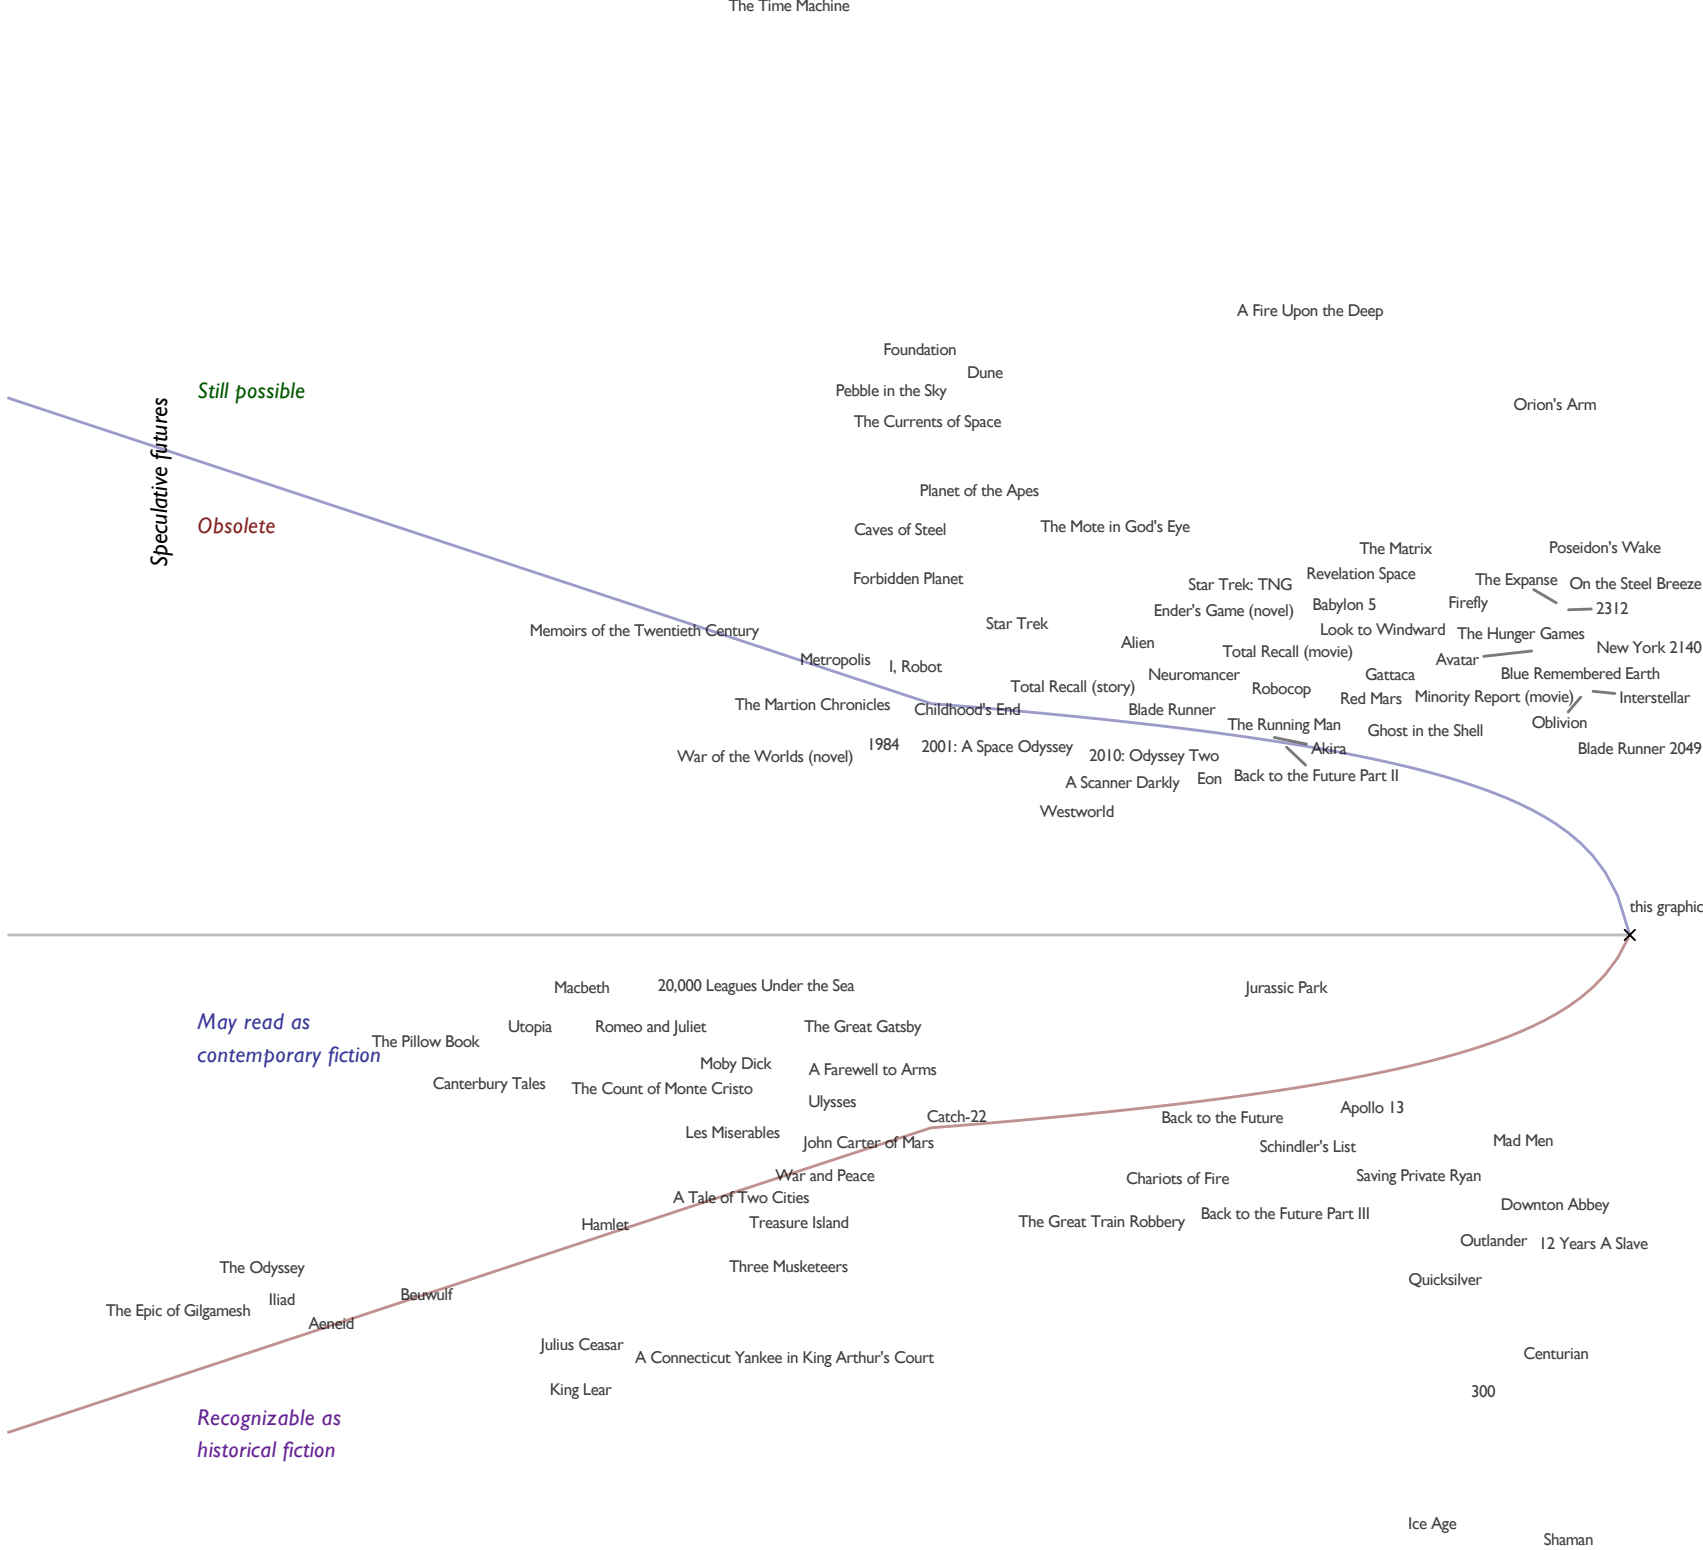 The Time Machine
A Fire Upon the Deep
Foundation
Dune
Still possible
Pebble in the Sky
Orion's Arm
The Currents of Space
Speculative futures
Planet of the Apes
Obsolete
Caves of Steel
The Mote in God's Eye
The Matrix
Poseidon's Wake
Forbidden Planet
Star Trek: TNG
Revelation Space
The Expanse
On the Steel Breeze
Ender's Game (novel)
Babylon 5
Firefly
2312
Memoirs of the Twentieth Century
Star Trek
Look to Windward
The Hunger Games
Alien
Total Recall (movie)
New York 2140
Metropolis
I, Robot
Avatar
Neuromancer
Gattaca
Blue Remembered Earth
Total Recall (story)
Robocop
Red Mars
Minority Report (movie)
Interstellar
The Martion Chronicles
Childhood's End
Blade Runner
The Running Man
Ghost in the Shell
Oblivion
War of the Worlds (novel)
1984
2001: A Space Odyssey
2010: Odyssey Two
Akira
Blade Runner 2049
A Scanner Darkly
Eon
Back to the Future Part II
Westworld
this graphic
Macbeth
20,000 Leagues Under the Sea
Jurassic Park
May read as
contemporary fiction
Utopia
Romeo and Juliet
The Great Gatsby
The Pillow Book
Moby Dick
A Farewell to Arms
Canterbury Tales
The Count of Monte Cristo
Ulysses
Catch-22
Back to the Future
Apollo 13
Les Miserables
John Carter of Mars
Schindler's List
Mad Men
War and Peace
Chariots of Fire
Saving Private Ryan
A Tale of Two Cities
Downton Abbey
Hamlet
Treasure Island
The Great Train Robbery
Back to the Future Part III
Outlander
12 Years A Slave
The Odyssey
Three Musketeers
Quicksilver
The Epic of Gilgamesh
Iliad
Beuwulf
Aeneid
Julius Ceasar
A Connecticut Yankee in King Arthur's Court
Centurian
King Lear
300
Recognizable as
historical fiction
Ice Age
Shaman